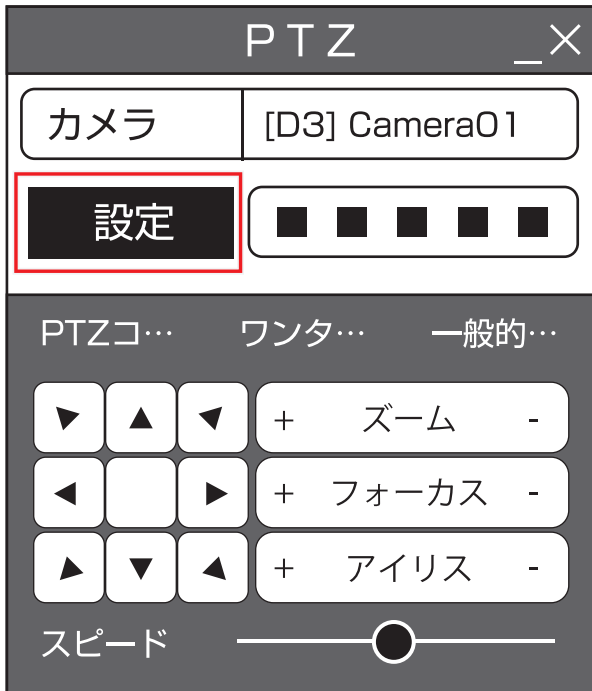 PTZ _ ×
カメラ [D3] Camera01
設定 ■ ■ ■ ■ ■
PTZコ… ワンタ… 一般的…
+ ズーム -
+ フォーカス -
+ アイリス -
スピード